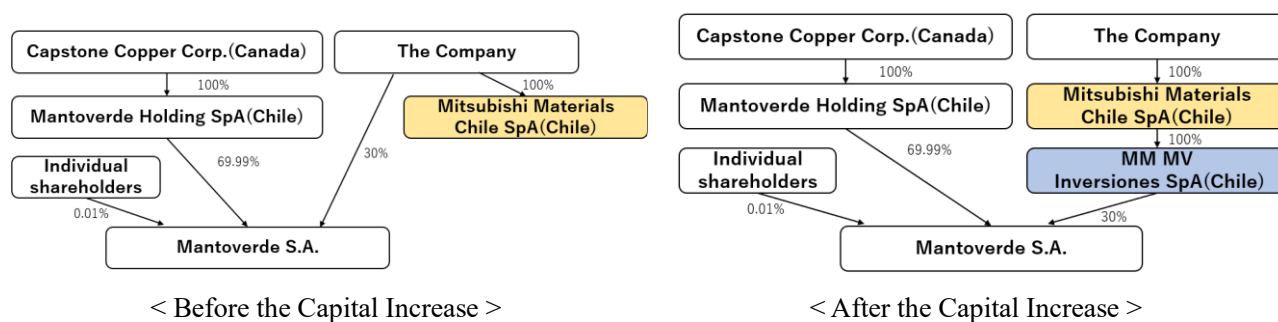 Capstone Copper Corp.(Canada)
The Company
100%
100%
Mantoverde Holding SpA(Chile)
Mitsubishi Materials
Chile SpA(Chile)
69.99%
30%
Individual
shareholders
0.01%
Mantoverde S.A.
< Before the Capital Increase >
Capstone Copper Corp.(Canada)
The Company
100%
100%
Mantoverde Holding SpA(Chile)
Mitsubishi Materials
Chile SpA(Chile)
100%
Individual
shareholders
69.99%
MM MV
Inversiones SpA(Chile)
0.01%
30%
Mantoverde S.A.
< After the Capital Increase >